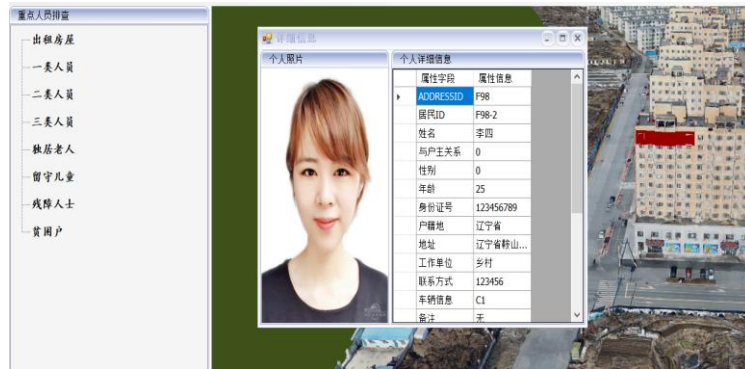 重点人员排查
出租房屋
一类人员
二类人员
三类人员
独居老人
留守儿童
残障人士
贫困户
详细信息
个人照片
个人详细信息
属性字段 属性信息
ADDRESSID F98
居民ID F98-2
姓名 李四
与户主关系 0
性别 0
年龄 25
身份证号 123456789
户籍地 辽宁省
地址 辽宁省鞍山...
工作单位 乡村
联系方式 123456
车辆信息 C1
备注 无